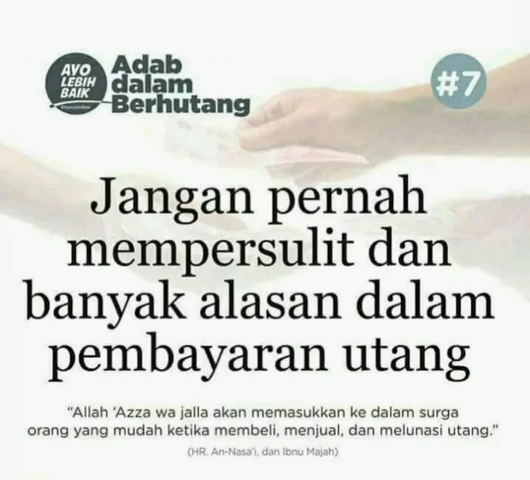 AYO
LEBIH
BAIK
Adab
dalam
Berhutang
#7
Jangan pernah
mempersulit dan
banyak alasan dalam
pembayaran utang
"Allah 'Azza wa jalla akan memasukkan ke dalam surga
orang yang mudah ketika membeli, menjual, dan melunasi utang."
(HR. An-Nasa'i, dan Ibnu Majah)